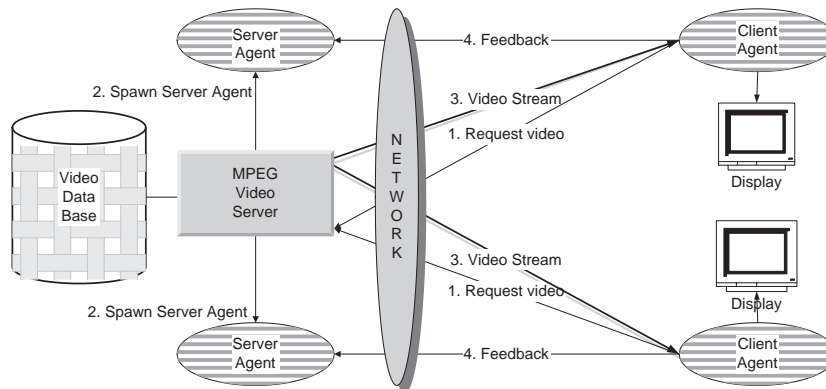 Server
Agent
4. Feedback
Client
Agent
2. Spawn Server Agent
3. Video Stream
1. Request video
Video
Data
Base
MPEG
Video
Server
N
E
T
W
O
R
K
Display
3. Video Stream
1. Request video
Display
2. Spawn Server Agent
Server
Agent
4. Feedback
Client
Agent